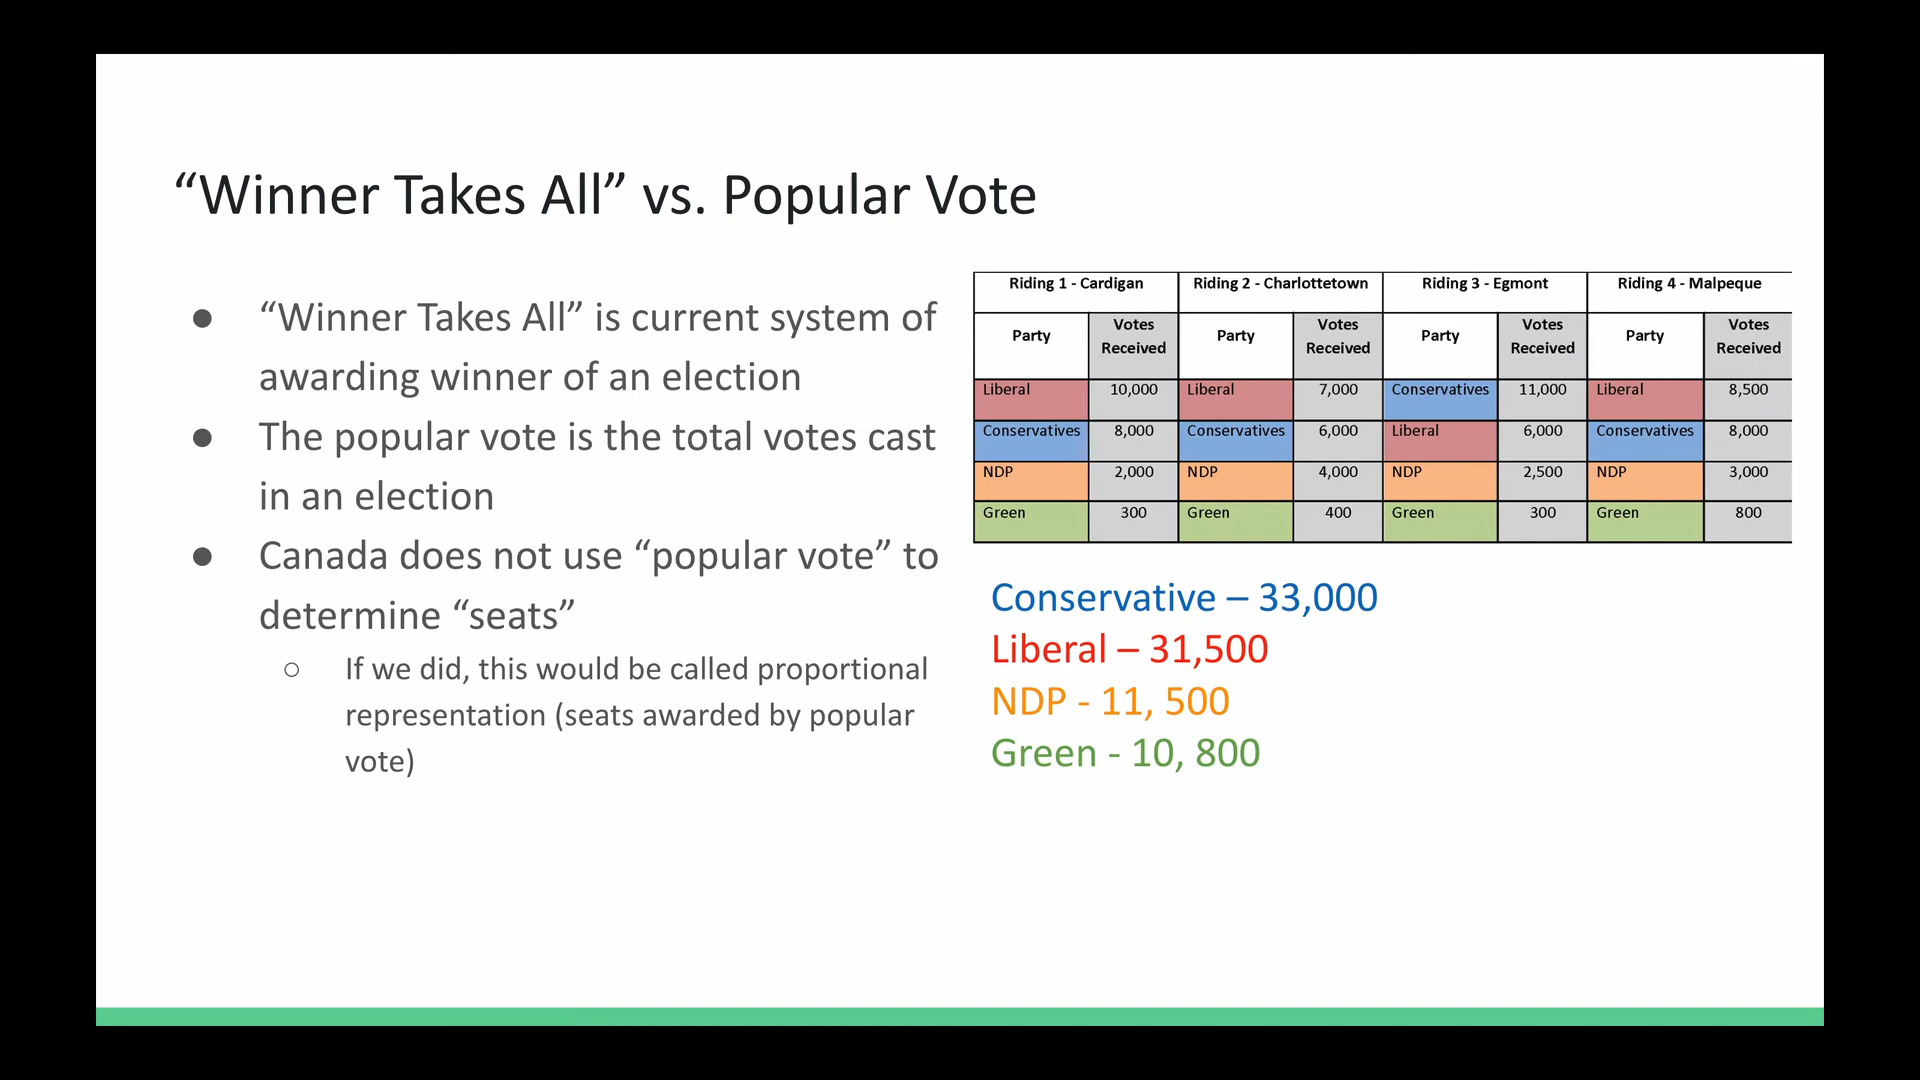 “Winner Takes All” vs. Popular Vote
● “Winner Takes All” is current system of
awarding winner of an election
● The popular vote is the total votes cast
in an election
● Canada does not use “popular vote” to
determine “seats”
○ If we did, this would be called proportional
representation (seats awarded by popular
vote)
Riding 1 - Cardigan Riding 2 - Charlottetown Riding 3 - Egmont Riding 4 - Malpeque
Party Votes Received Party Votes Received Party Votes Received Party Votes Received
Liberal 10,000 Liberal 7,000 Conservatives 11,000 Liberal 8,500
Conservatives 8,000 Conservatives 6,000 Liberal 6,000 Conservatives 8,000
NDP 2,000 NDP 4,000 NDP 2,500 NDP 3,000
Green 300 Green 400 Green 300 Green 800
Conservative – 33,000
Liberal – 31,500
NDP - 11, 500
Green - 10, 800